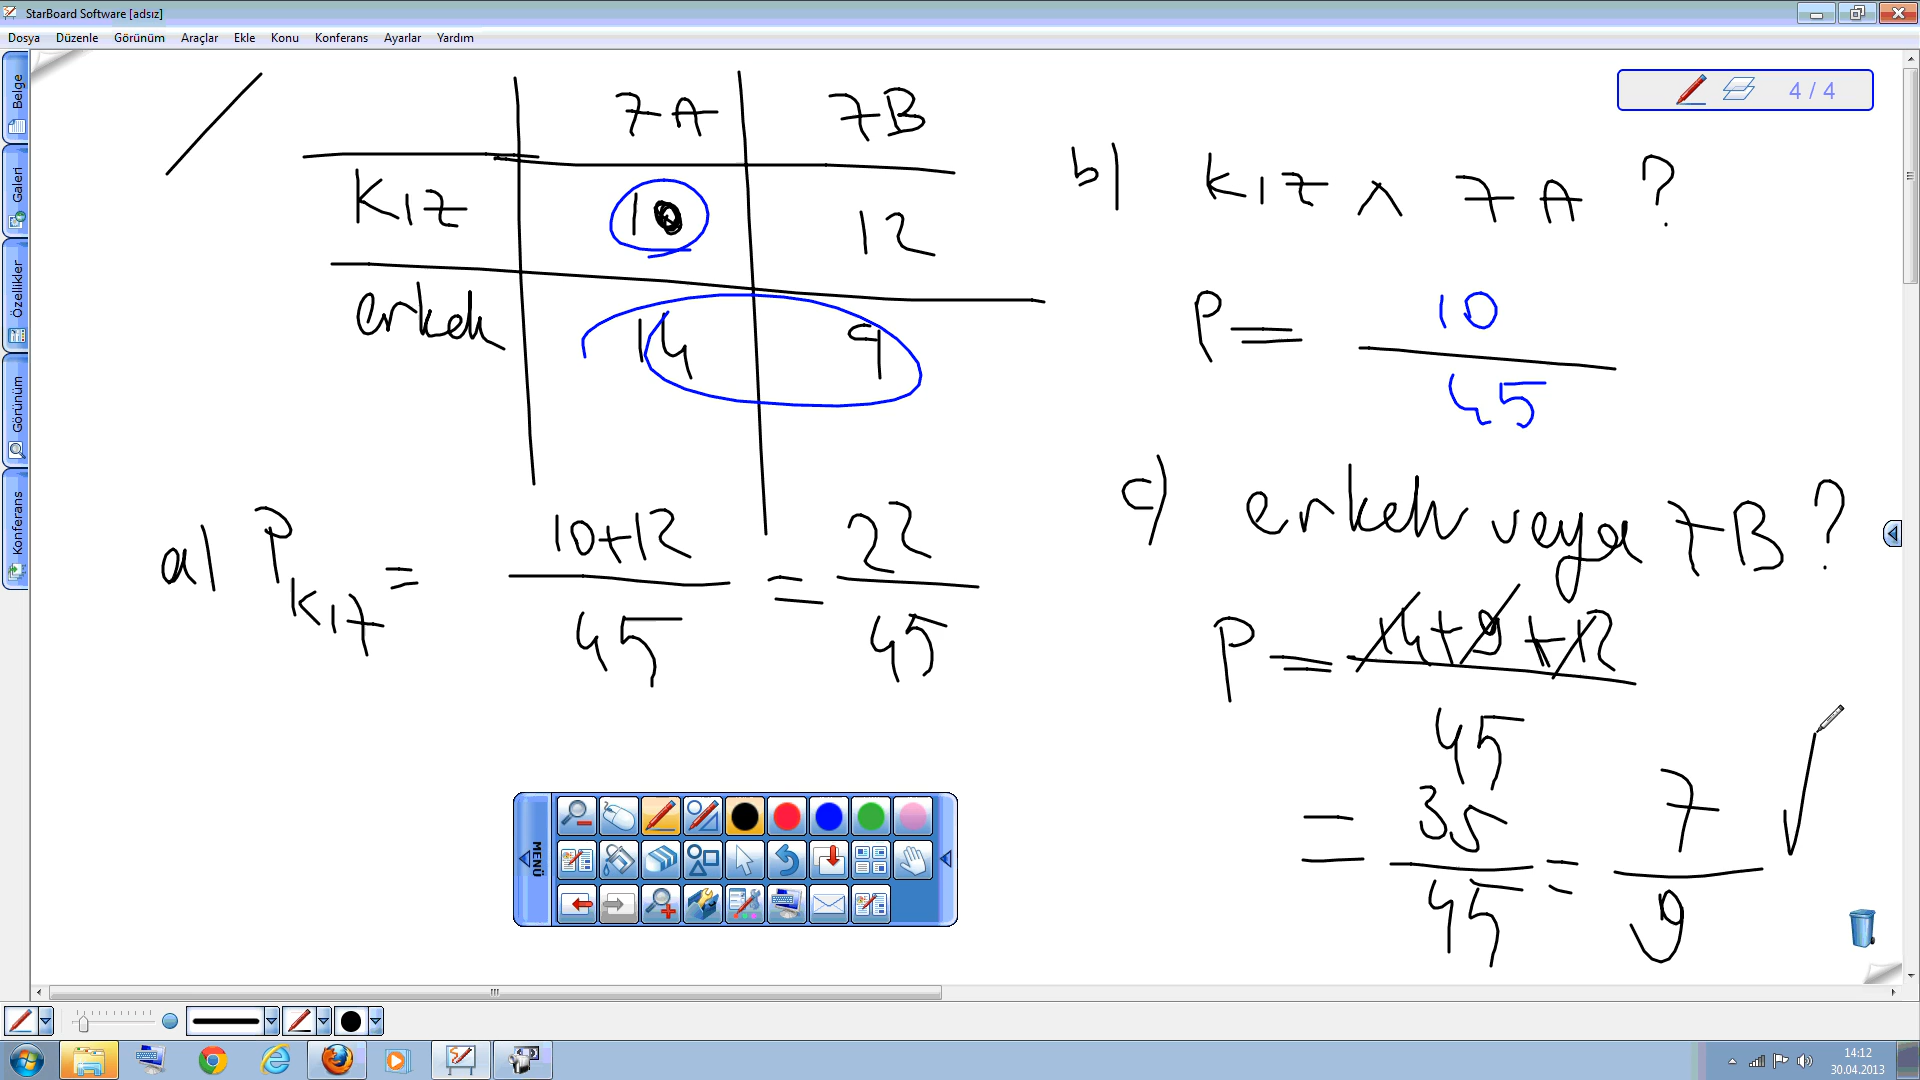 StarBoard Software [adsız]
Dosya Düzenle Görünüm Araçlar Ekle Konu Konferans Ayarlar Yardım
Belge
Galeri
Özellikler
Görünüm
Konferans
4 / 4
7A 7B
Kız 10 12
erkek 14 9
a) P kız = 10+12 / 45 = 22 / 45
b) kız ∧ 7A ?
P = 10 / 45
c) erkek veya 7B ?
P = 14+9+12 / 45
= 35 / 45 = 7 / 9 √
MENÜ
14:12
30.04.2013